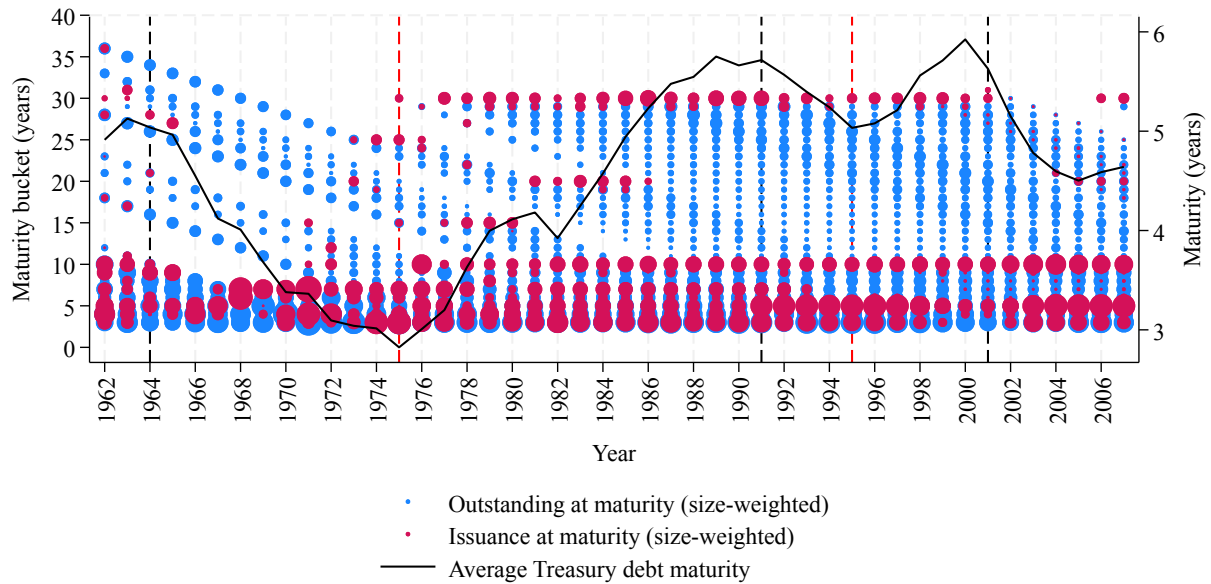 40
35
30
25
20
15
10
5
0
Maturity bucket (years)
6
5
4
3
Maturity (years)
1962 1964 1966 1968 1970 1972 1974 1976 1978 1980 1982 1984 1986 1988 1990 1992 1994 1996 1998 2000 2002 2004 2006
Year
Outstanding at maturity (size-weighted)
Issuance at maturity (size-weighted)
Average Treasury debt maturity